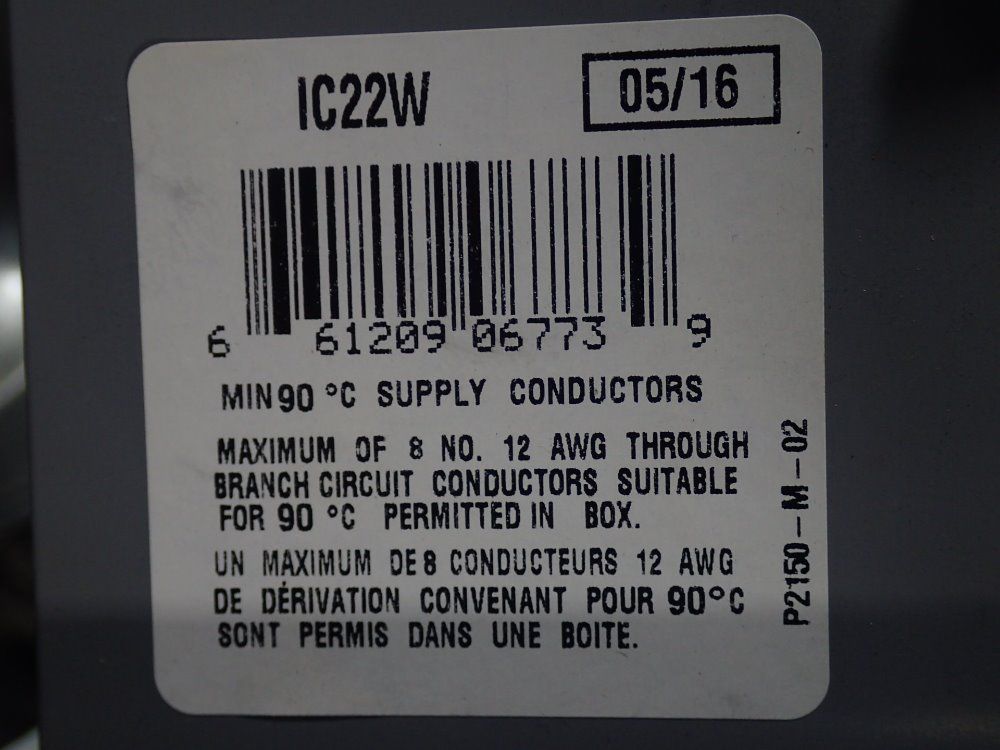 IC22W
05/16
6 61209 06773 9
MIN 90 °C SUPPLY CONDUCTORS
MAXIMUM OF 8 NO. 12 AWG THROUGH
BRANCH CIRCUIT CONDUCTORS SUITABLE
FOR 90 °C PERMITTED IN BOX.
UN MAXIMUM DE 8 CONDUCTEURS 12 AWG
DE DÉRIVATION CONVENANT POUR 90°C
SONT PERMIS DANS UNE BOITE.
P2150-M-02